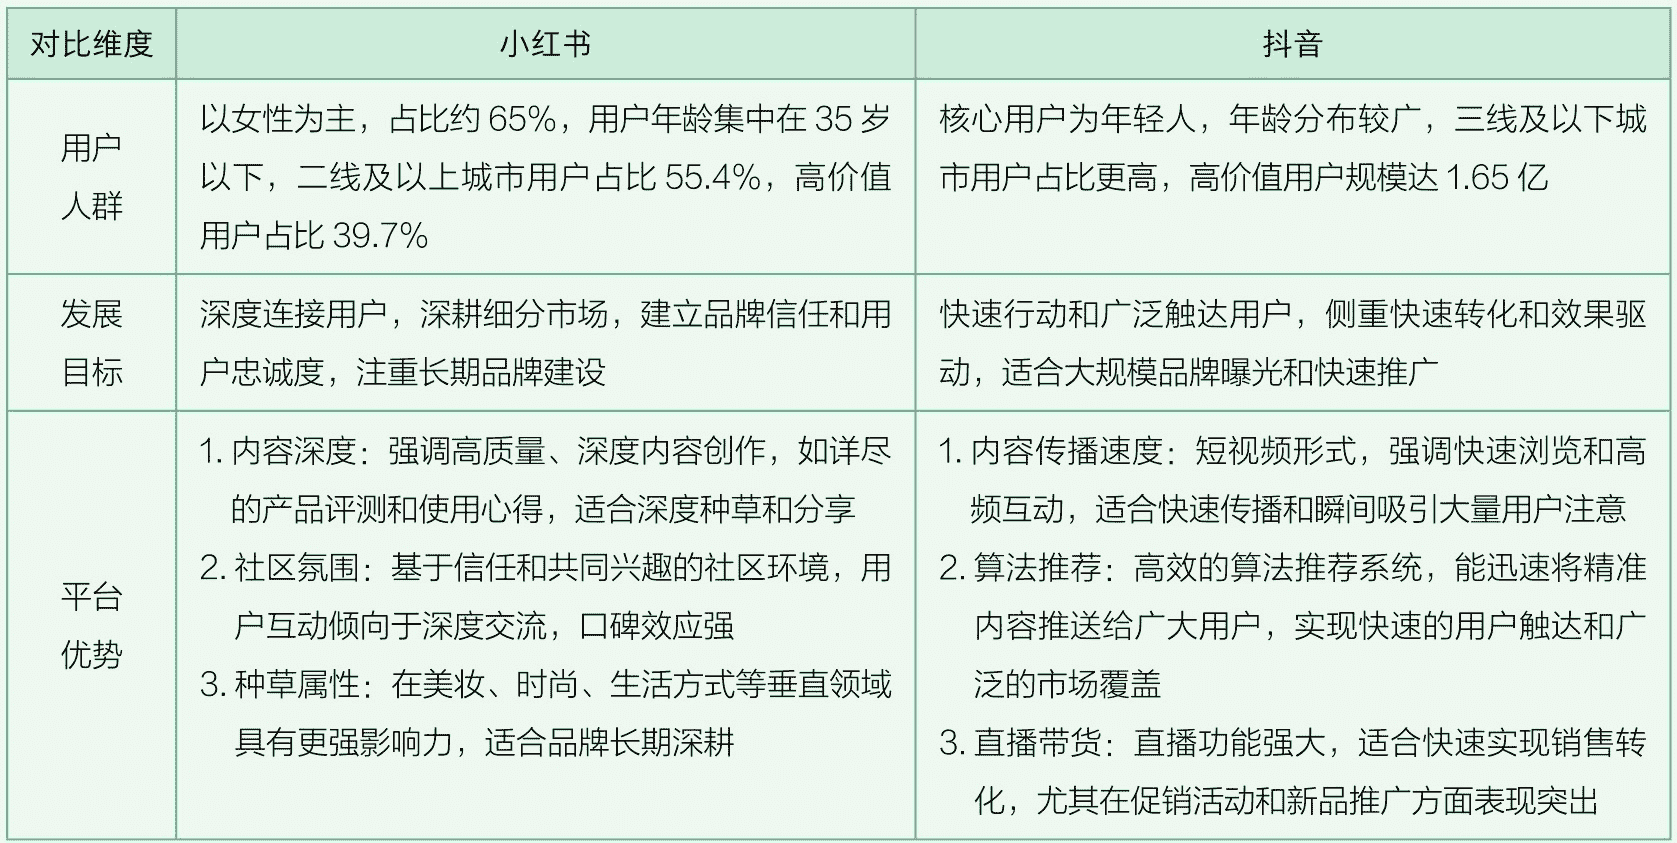 对比维度
小红书
抖音
用户
人群
以女性为主，占比约 65%，用户年龄集中在 35 岁
以下，二线及以上城市用户占比 55.4%，高价值
用户占比 39.7%
核心用户为年轻人，年龄分布较广，三线及以下城
市用户占比更高，高价值用户规模达 1.65 亿
发展
目标
深度连接用户，深耕细分市场，建立品牌信任和用
户忠诚度，注重长期品牌建设
快速行动和广泛触达用户，侧重快速转化和效果驱
动，适合大规模品牌曝光和快速推广
平台
优势
1. 内容深度：强调高质量、深度内容创作，如详尽
的产品评测和使用心得，适合深度种草和分享
2. 社区氛围：基于信任和共同兴趣的社区环境，用
户互动倾向于深度交流，口碑效应强
3. 种草属性：在美妆、时尚、生活方式等垂直领域
具有更强影响力，适合品牌长期深耕
1. 内容传播速度：短视频形式，强调快速浏览和高
频互动，适合快速传播和瞬间吸引大量用户注意
2. 算法推荐：高效的算法推荐系统，能迅速将精准
内容推送给广大用户，实现快速的用户触达和广
泛的市场覆盖
3. 直播带货：直播功能强大，适合快速实现销售转
化，尤其在促销活动和新品推广方面表现突出